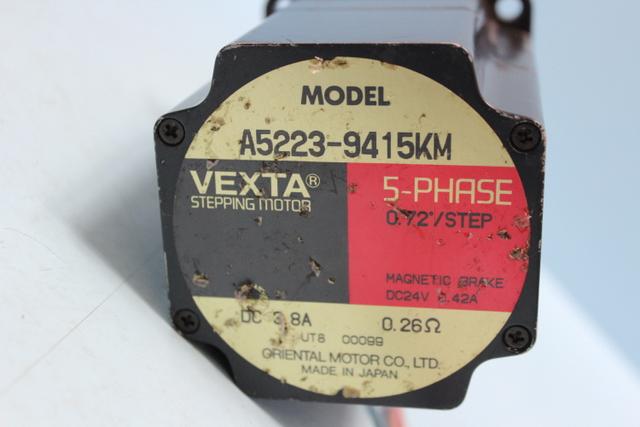 MODEL
A5223-9415KM
VEXTA® 5-PHASE
STEPPING MOTOR 0.72°/STEP
MAGNETIC BRAKE
DC24V 0.42A
DC 3.8A 0.26Ω
UT8 00099
ORIENTAL MOTOR CO., LTD.
MADE IN JAPAN